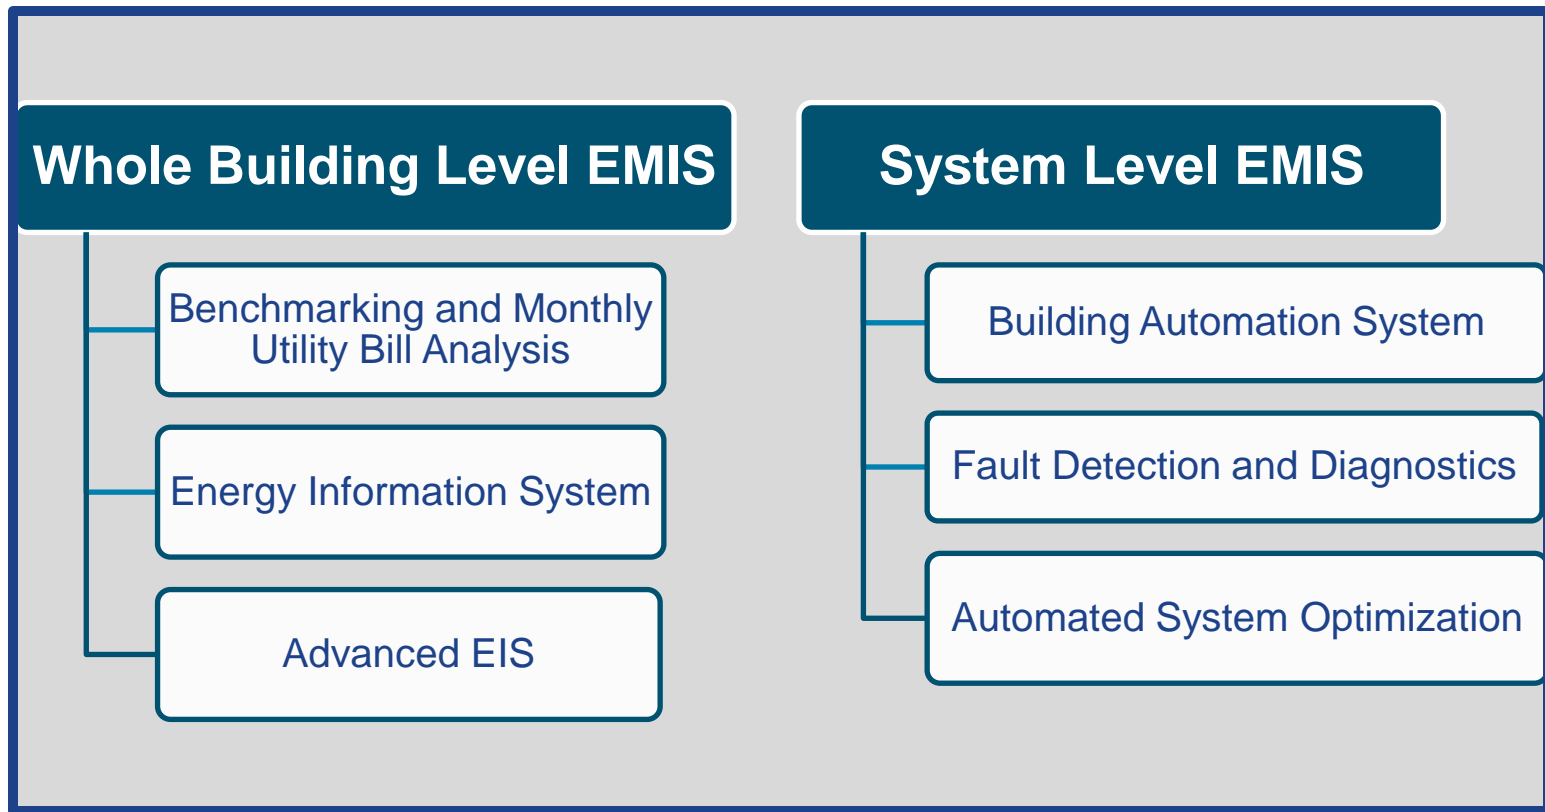 Whole Building Level EMIS
Benchmarking and Monthly
Utility Bill Analysis
Energy Information System
Advanced EIS
System Level EMIS
Building Automation System
Fault Detection and Diagnostics
Automated System Optimization